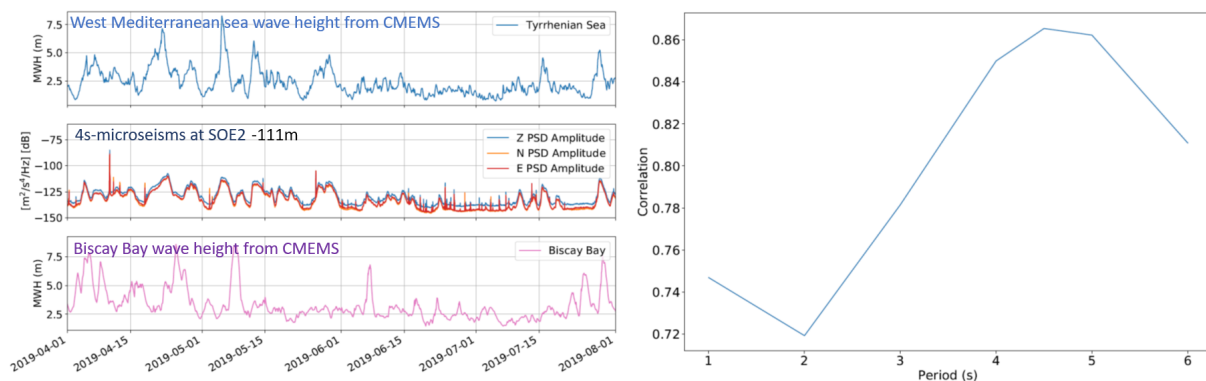 West Mediterranean sea wave height from CMEMS
Tyrrhenian Sea
MWH (m)
7.5
5.0
2.5
4s-microseisms at SOE2 -111m
Z PSD Amplitude
N PSD Amplitude
E PSD Amplitude
[m²/s⁴/Hz] [dB]
−75
−100
−125
−150
Biscay Bay wave height from CMEMS
Biscay Bay
MWH (m)
7.5
5.0
2.5
2019-04-01
2019-04-15
2019-05-01
2019-05-15
2019-06-01
2019-06-15
2019-07-01
2019-07-15
2019-08-01
Correlation
0.86
0.84
0.82
0.80
0.78
0.76
0.74
0.72
1
2
3
4
5
6
Period (s)